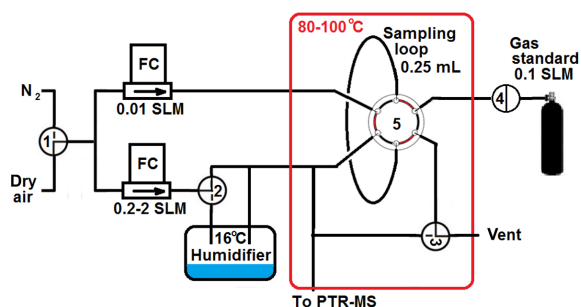 80-100°C
Sampling
loop
0.25 mL
Gas
standard
0.1 SLM
FC
N2
0.01 SLM
1
4
5
FC
Dry
air
0.2-2 SLM
2
16°C
Humidifier
3
Vent
To PTR-MS